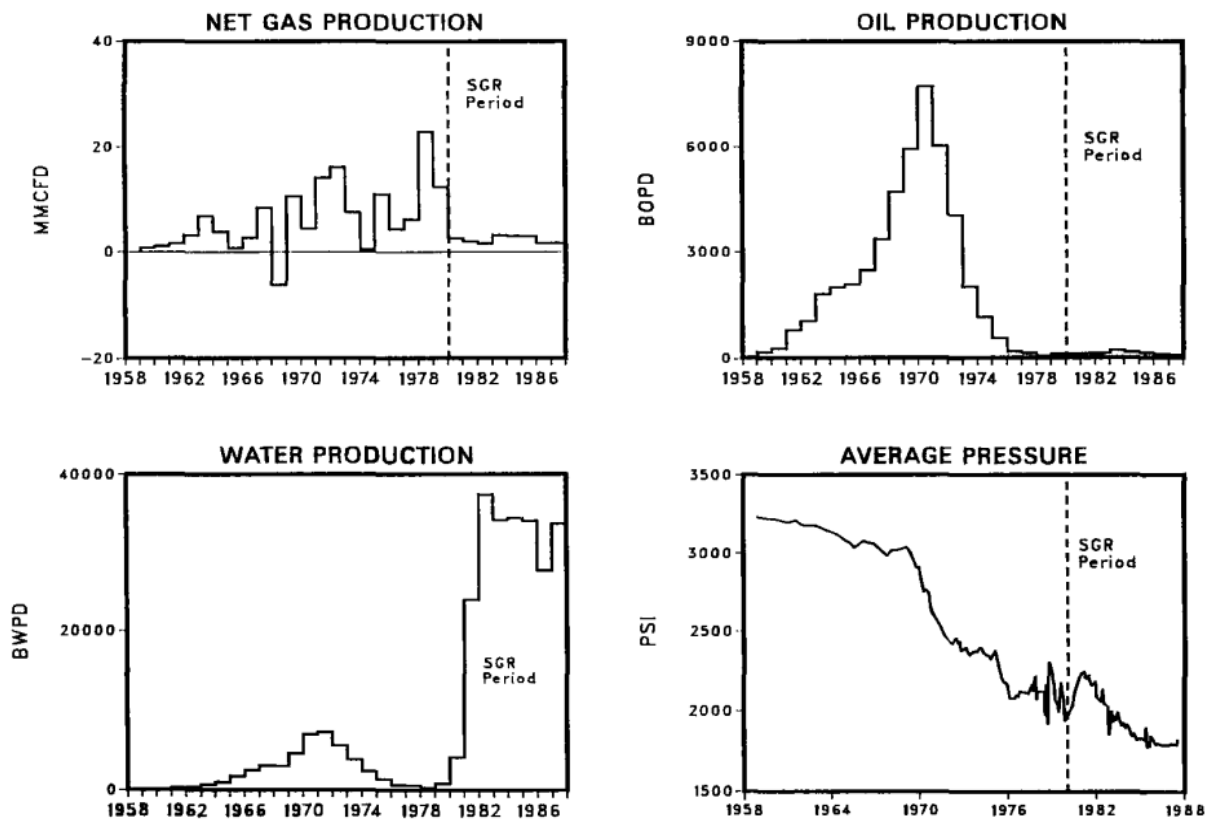 NET GAS PRODUCTION
40
20
0
-20
MMCFD
SGR
Period
1958 1962 1966 1970 1974 1978 1982 1986
OIL PRODUCTION
9000
6000
3000
0
BOPD
SGR
Period
1958 1962 1966 1970 1974 1978 1982 1986
WATER PRODUCTION
40000
20000
0
BWPD
SGR
Period
1958 1962 1966 1970 1974 1978 1982 1986
AVERAGE PRESSURE
3500
3000
2500
2000
1500
PSI
SGR
Period
1958 1964 1970 1976 1982 1988